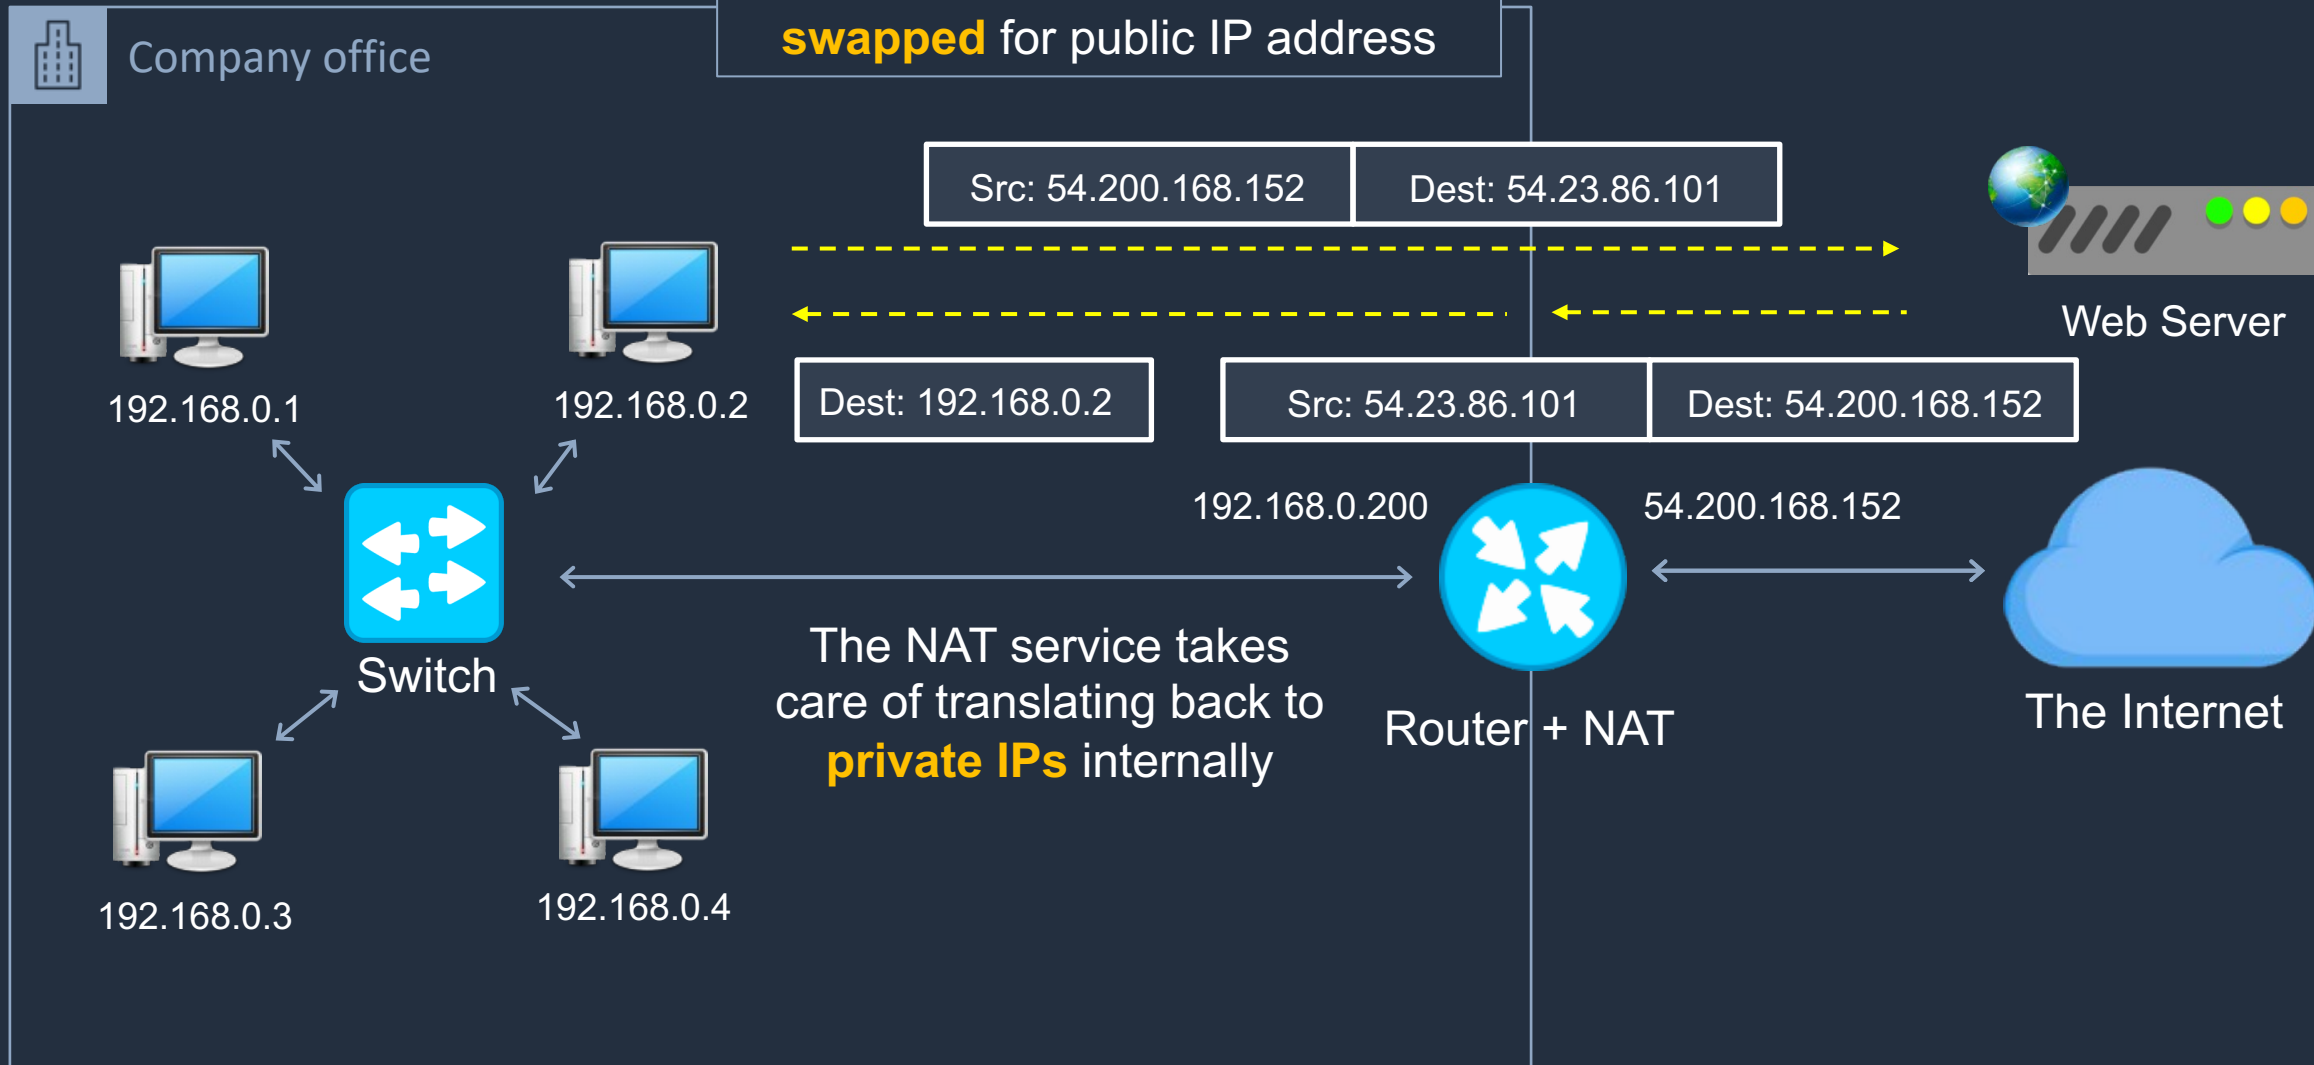 swapped for public IP address
Company office
Src: 54.200.168.152
Dest: 54.23.86.101
Web Server
192.168.0.1
192.168.0.2
Dest: 192.168.0.2
Src: 54.23.86.101
Dest: 54.200.168.152
192.168.0.200
54.200.168.152
Switch
The NAT service takes
care of translating back to
private IPs internally
Router + NAT
The Internet
192.168.0.3
192.168.0.4